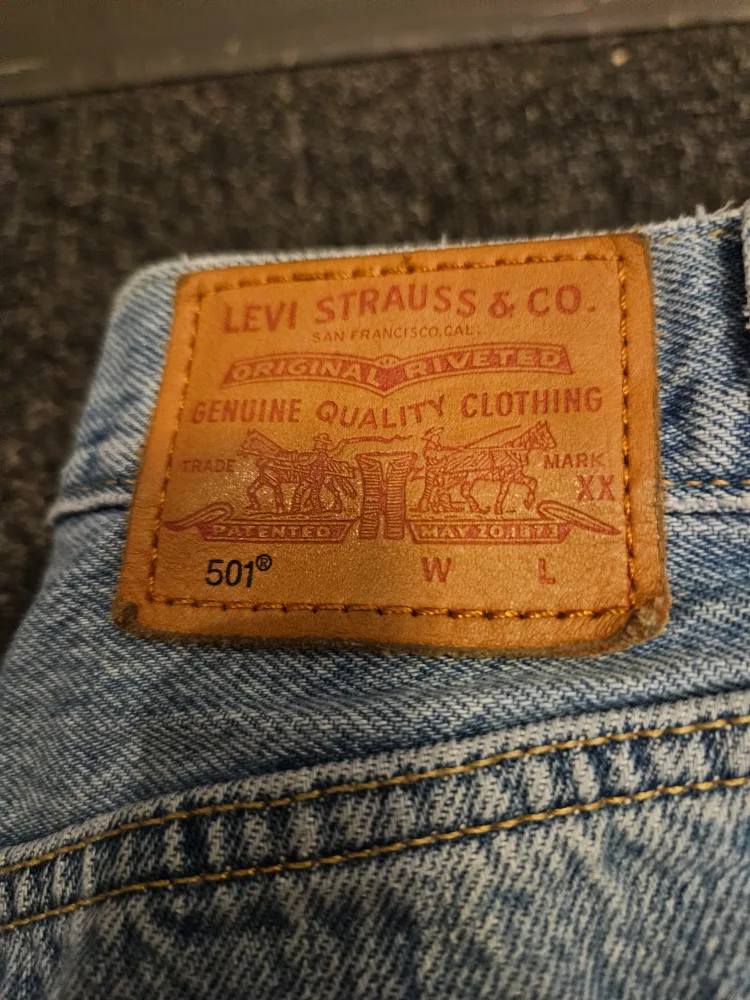 LEVI STRAUSS & CO.
SAN FRANCISCO, CAL.
ORIGINAL RIVETED
GENUINE QUALITY CLOTHING
TRADE MARK
XX
PATENTED MAY 20 1873
501® W L